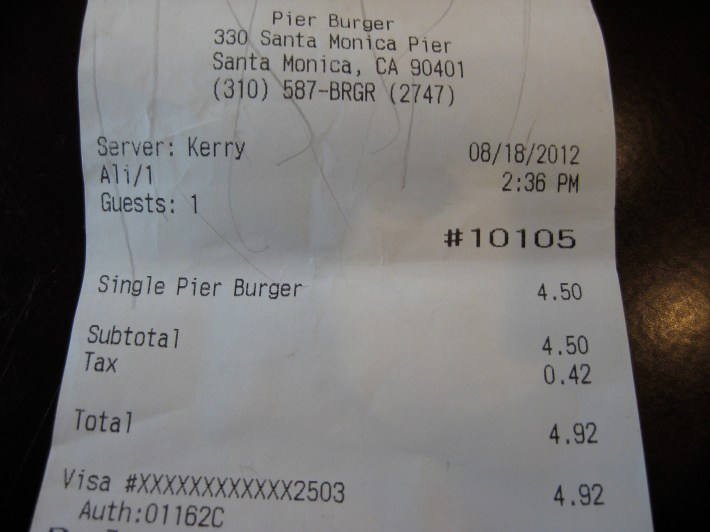 Pier Burger
330 Santa Monica Pier
Santa Monica, CA 90401
(310) 587-BRGR (2747)
Server: Kerry 08/18/2012
Ali/1 2:36 PM
Guests: 1
#10105
Single Pier Burger 4.50
Subtotal 4.50
Tax 0.42
Total 4.92
Visa #XXXXXXXXXXXX2503 4.92
Auth:01162C